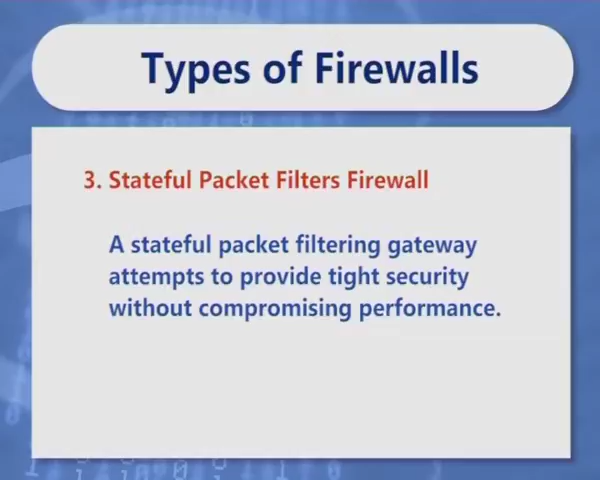 Types of Firewalls
3. Stateful Packet Filters Firewall
A stateful packet filtering gateway
attempts to provide tight security
without compromising performance.